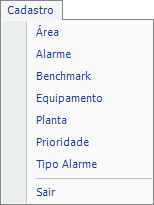 Cadastro
Área
Alarme
Benchmark
Equipamento
Planta
Prioridade
Tipo Alarme
Sair